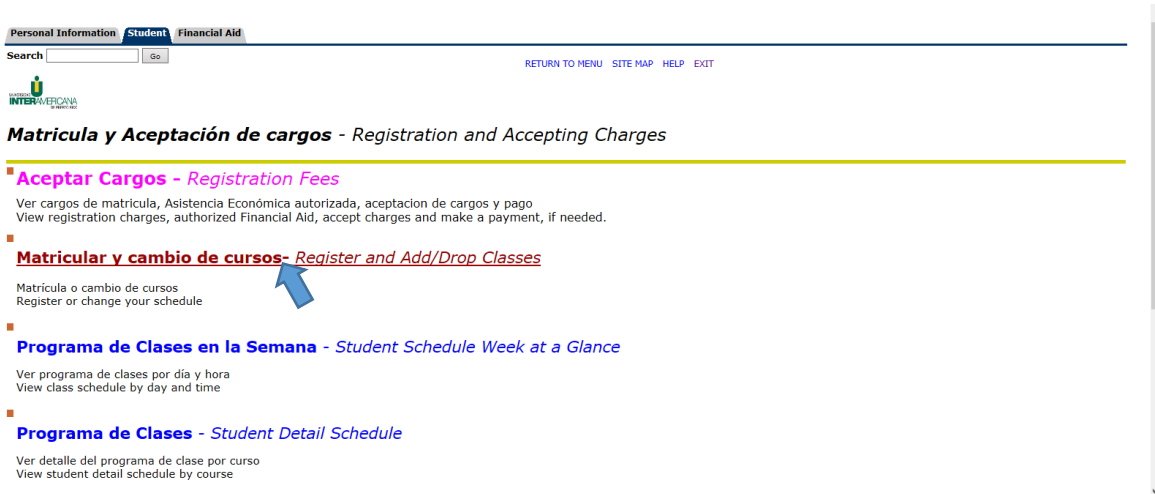 Personal Information Student Financial Aid
Search Go
RETURN TO MENU SITE MAP HELP EXIT
UNIVERSIDAD
INTERAMERICANA
DE PUERTO RICO
Matricula y Aceptación de cargos - Registration and Accepting Charges
Aceptar Cargos - Registration Fees
Ver cargos de matricula, Asistencia Económica autorizada, aceptacion de cargos y pago
View registration charges, authorized Financial Aid, accept charges and make a payment, if needed.
Matricular y cambio de cursos- Register and Add/Drop Classes
Matrícula o cambio de cursos
Register or change your schedule
Programa de Clases en la Semana - Student Schedule Week at a Glance
Ver programa de clases por día y hora
View class schedule by day and time
Programa de Clases - Student Detail Schedule
Ver detalle del programa de clase por curso
View student detail schedule by course